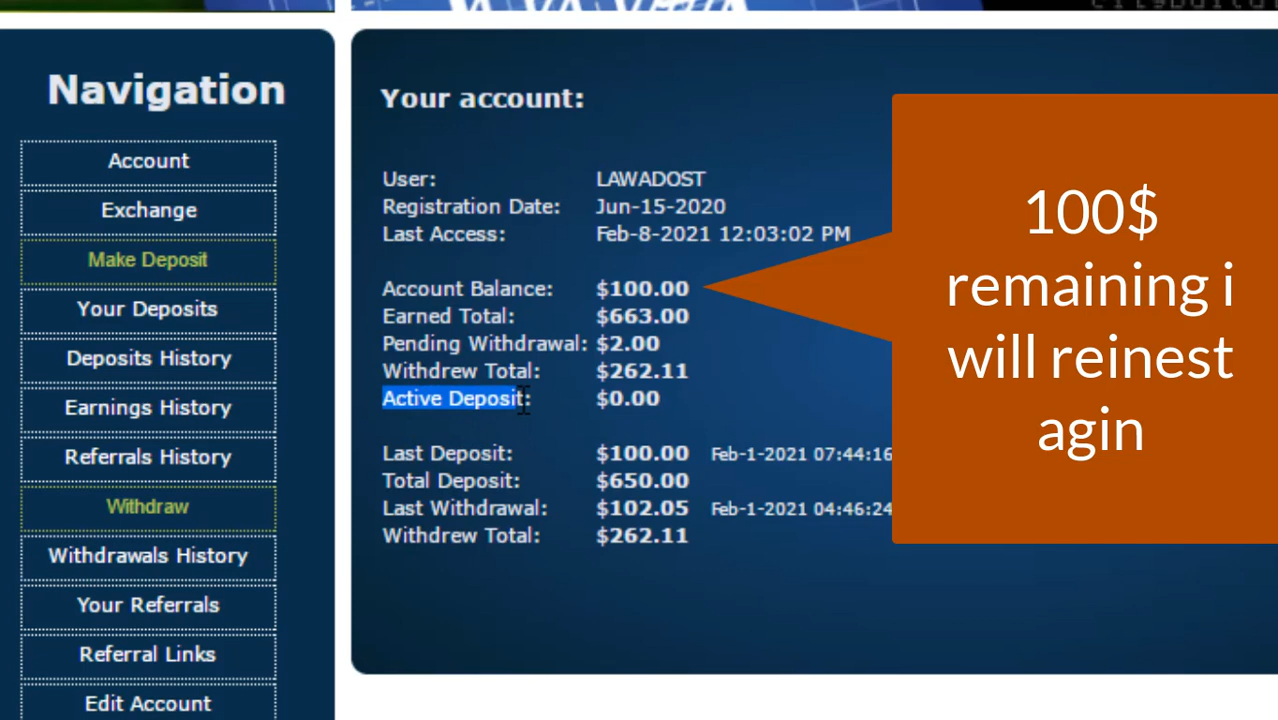 Navigation
Account
Exchange
Make Deposit
Your Deposits
Deposits History
Earnings History
Referrals History
Withdraw
Withdrawals History
Your Referrals
Referral Links
Edit Account
Your account:
User: LAWADOST
Registration Date: Jun-15-2020
Last Access: Feb-8-2021 12:03:02 PM
Account Balance: $100.00
Earned Total: $663.00
Pending Withdrawal: $2.00
Withdrew Total: $262.11
Active Deposit: $0.00
Last Deposit: $100.00 Feb-1-2021 07:44:16
Total Deposit: $650.00
Last Withdrawal: $102.05 Feb-1-2021 04:46:24
Withdrew Total: $262.11
100$
remaining i
will reinest
agin